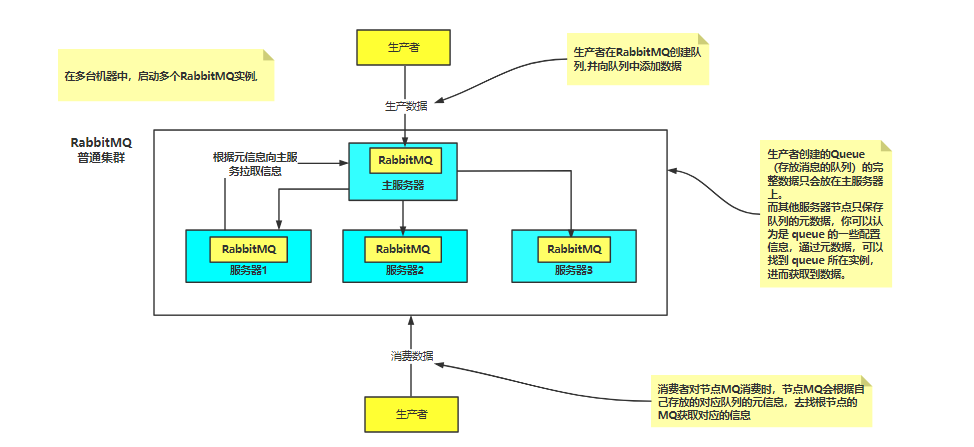 生产者
生产者在RabbitMQ创建队
列,并向队列中添加数据
在多台机器中，启动多个RabbitMQ实例,
生产数据
RabbitMQ
普通集群
根据元信息向主服
务拉取信息
RabbitMQ
主服务器
生产者创建的Queue
（存放消息的队列）的完
整数据只会放在主服务器
上。
而其他服务器节点只保存
队列的元数据，你可以认
为是 queue 的一些配置
信息，通过元数据，可以
找到 queue 所在实例，
进而获取到数据。
RabbitMQ
服务器1
RabbitMQ
服务器2
RabbitMQ
服务器3
消费数据
消费者对节点MQ消费时，节点MQ会根据自
己存放的对应队列的元信息，去找根节点的
MQ获取对应的信息
生产者